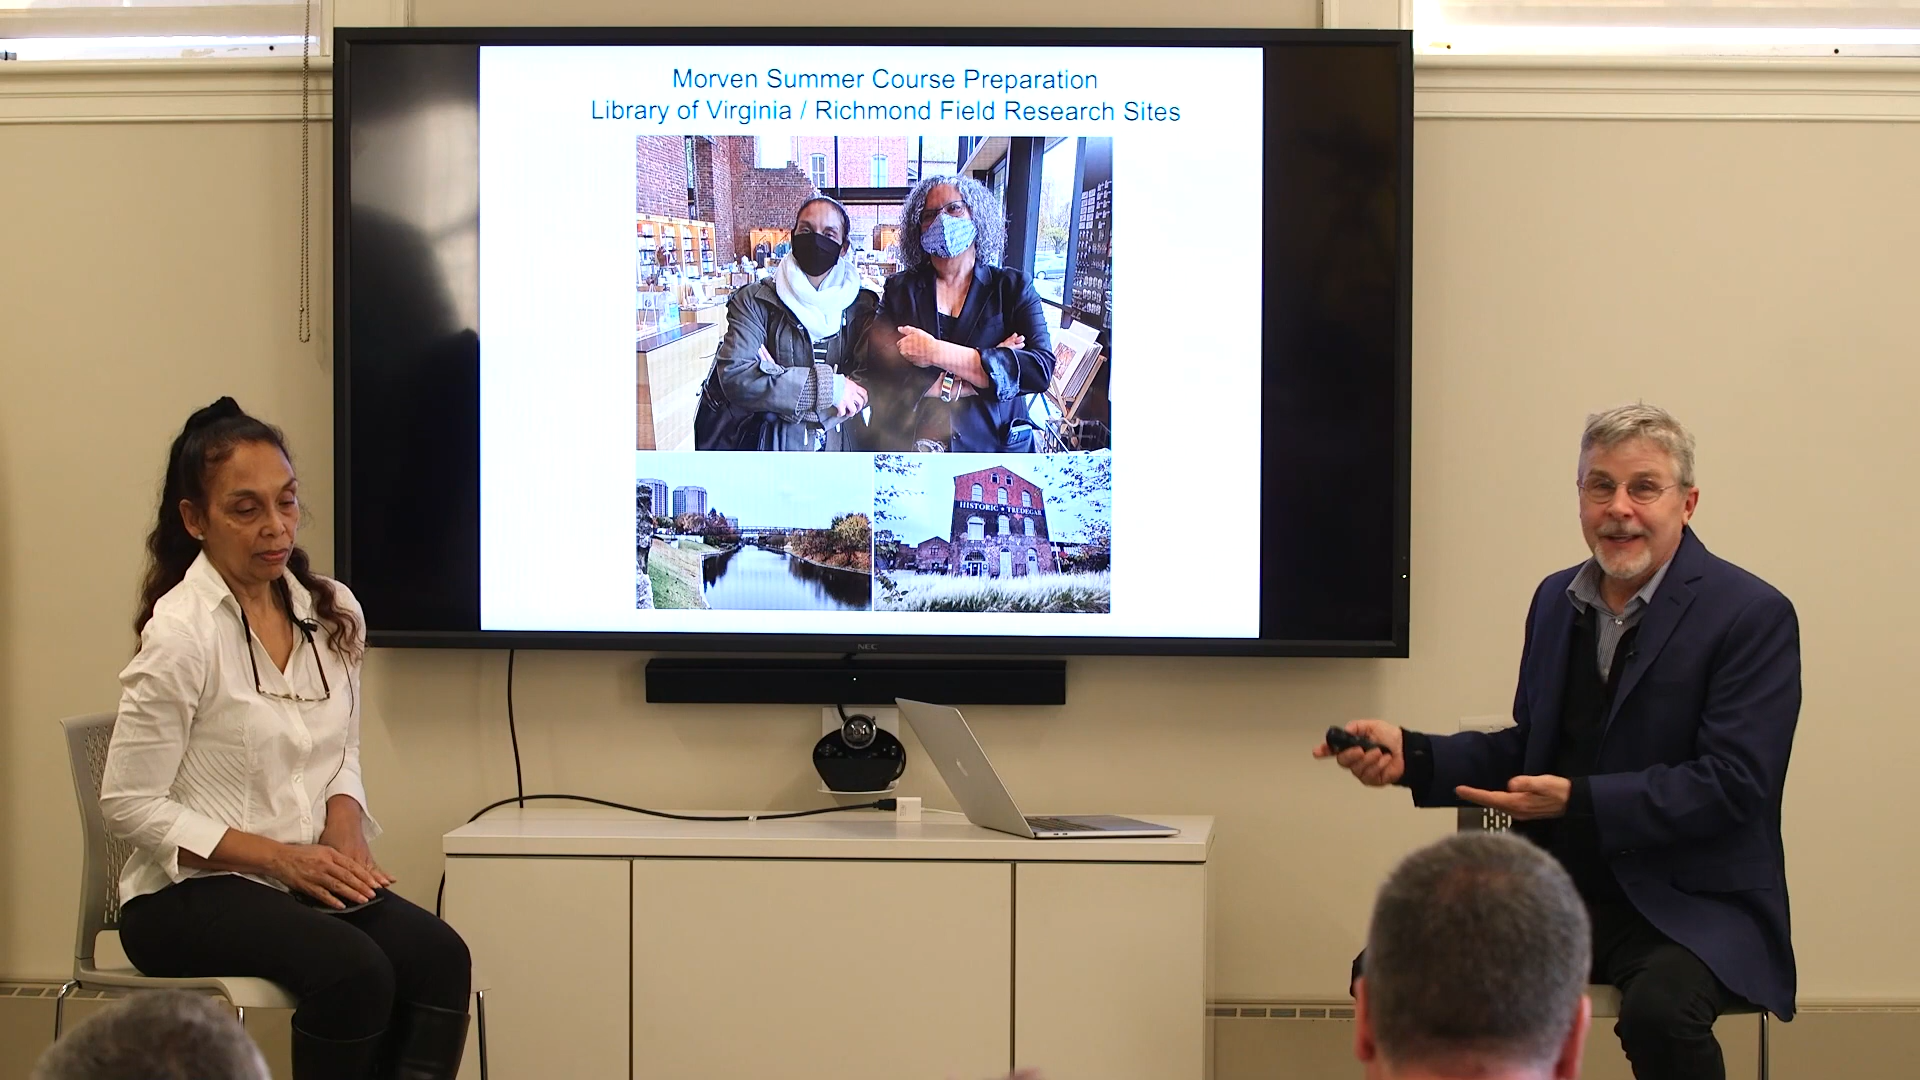 Morven Summer Course Preparation
Library of Virginia / Richmond Field Research Sites
HISTORIC ★ TREDEGAR
NEC